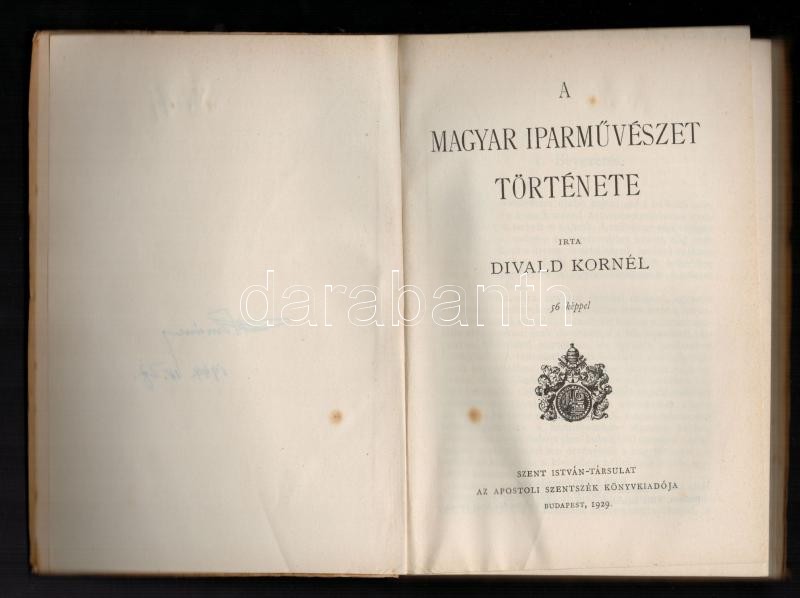 A
MAGYAR IPARMŰVÉSZET
TÖRTÉNETE
IRTA
DIVALD KORNÉL
56 képpel
SZENT ISTVÁN-TÁRSULAT
AZ APOSTOLI SZENTSZÉK KÖNYVKIADÓJA
BUDAPEST, 1929.
darabanth